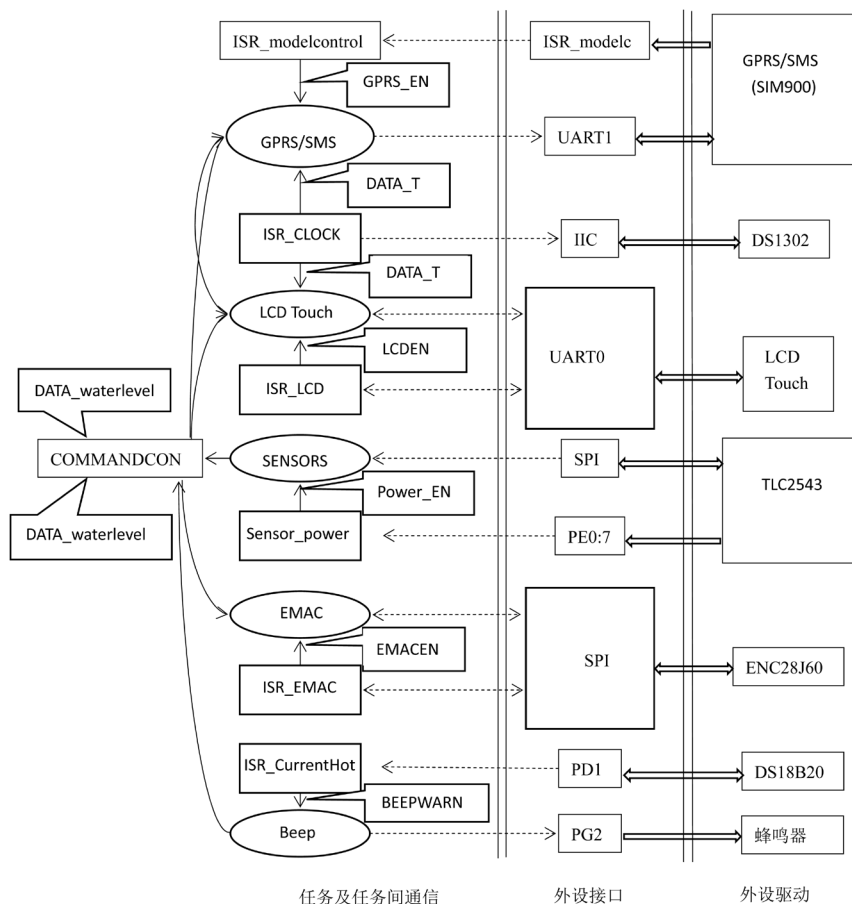 ISR_modelcontrol
ISR_modelc
GPRS/SMS
(SIM900)
GPRS_EN
GPRS/SMS
UART1
DATA_T
ISR_CLOCK
IIC
DS1302
DATA_T
LCD Touch
UART0
LCDEN
LCD
Touch
ISR_LCD
DATA_waterlevel
COMMANDCON
SENSORS
SPI
TLC2543
Power_EN
DATA_waterlevel
Sensor_power
PE0:7
EMAC
EMACEN
SPI
ENC28J60
ISR_EMAC
ISR_CurrentHot
PD1
DS18B20
BEEPWARN
Beep
PG2
蜂鸣器
任务及任务间通信
外设接口
外设驱动